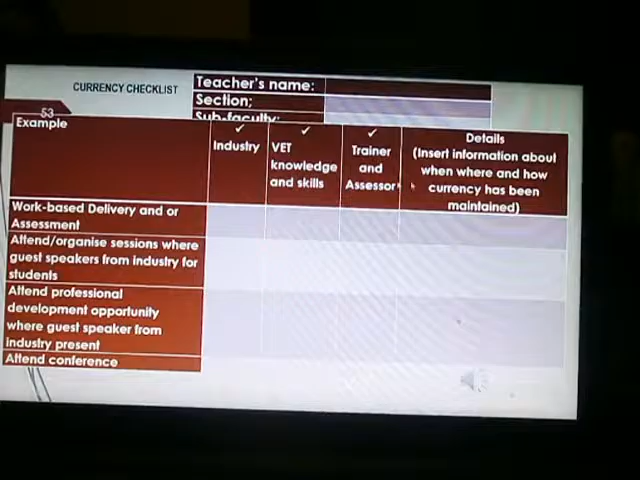 CURRENCY CHECKLIST
Teacher's name:
Section;
Sub-faculty:
53
Example
✓ Industry
✓ VET
knowledge
and skills
✓ Trainer
and
Assessor
Details
(Insert information about
when where and how
currency has been
maintained)
Work-based Delivery and or
Assessment
Attend/organise sessions where
guest speakers from industry for
students
Attend professional
development opportunity
where guest speaker from
industry present
Attend conference